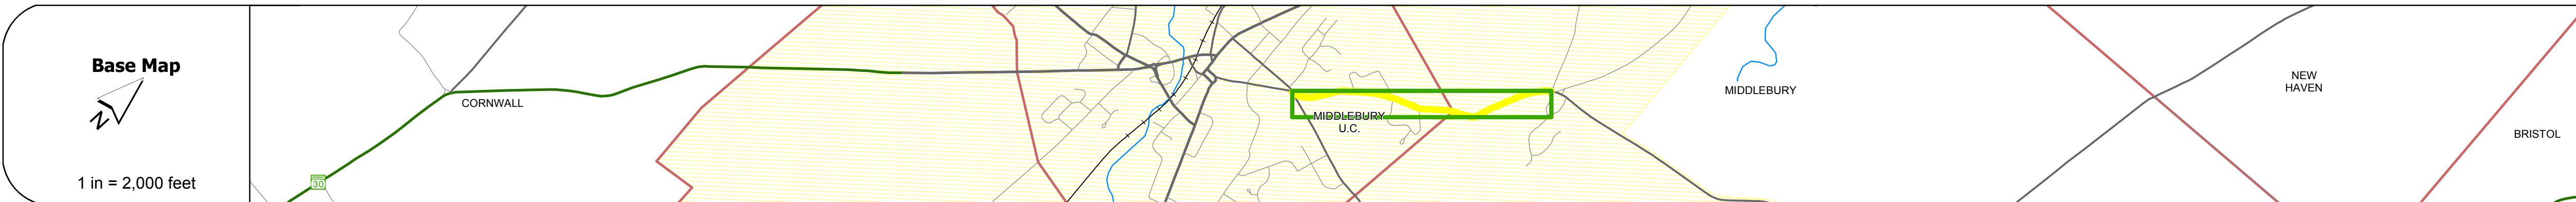 Base Map
N
1 in = 2,000 feet
30
CORNWALL
MIDDLEBURY
U.C.
MIDDLEBURY
NEW
HAVEN
BRISTOL